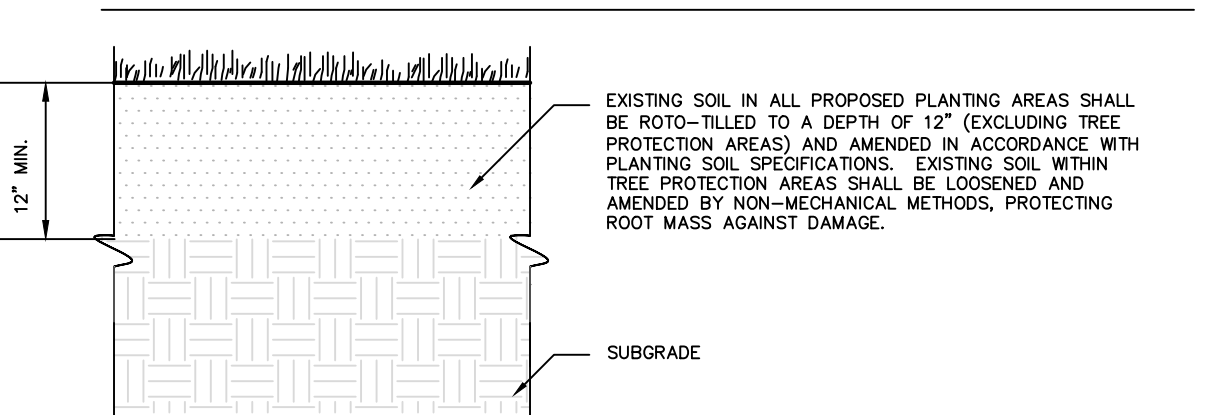 EXISTING SOIL IN ALL PROPOSED PLANTING AREAS SHALL
BE ROTO-TILLED TO A DEPTH OF 12" (EXCLUDING TREE
PROTECTION AREAS) AND AMENDED IN ACCORDANCE WITH
PLANTING SOIL SPECIFICATIONS. EXISTING SOIL WITHIN
TREE PROTECTION AREAS SHALL BE LOOSENED AND
AMENDED BY NON-MECHANICAL METHODS, PROTECTING
ROOT MASS AGAINST DAMAGE.
12" MIN.
SUBGRADE